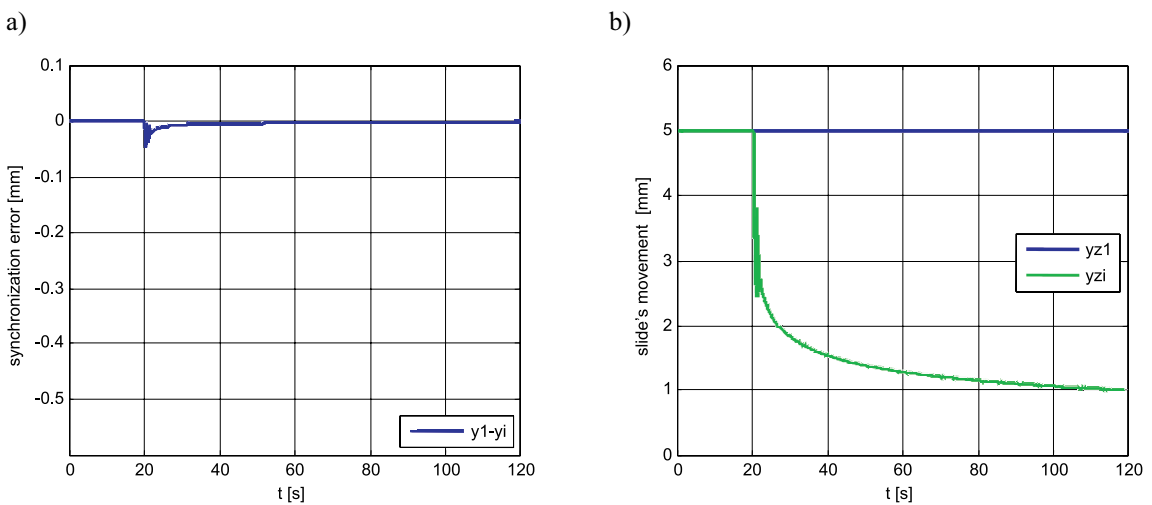 a)
0.1
0
-0.1
-0.2
-0.3
-0.4
-0.5
synchronization error [mm]
y1-yi
0 20 40 60 80 100 120
t [s]
b)
6
5
4
3
2
1
0
slide's movement [mm]
yz1
yzi
0 20 40 60 80 100 120
t [s]